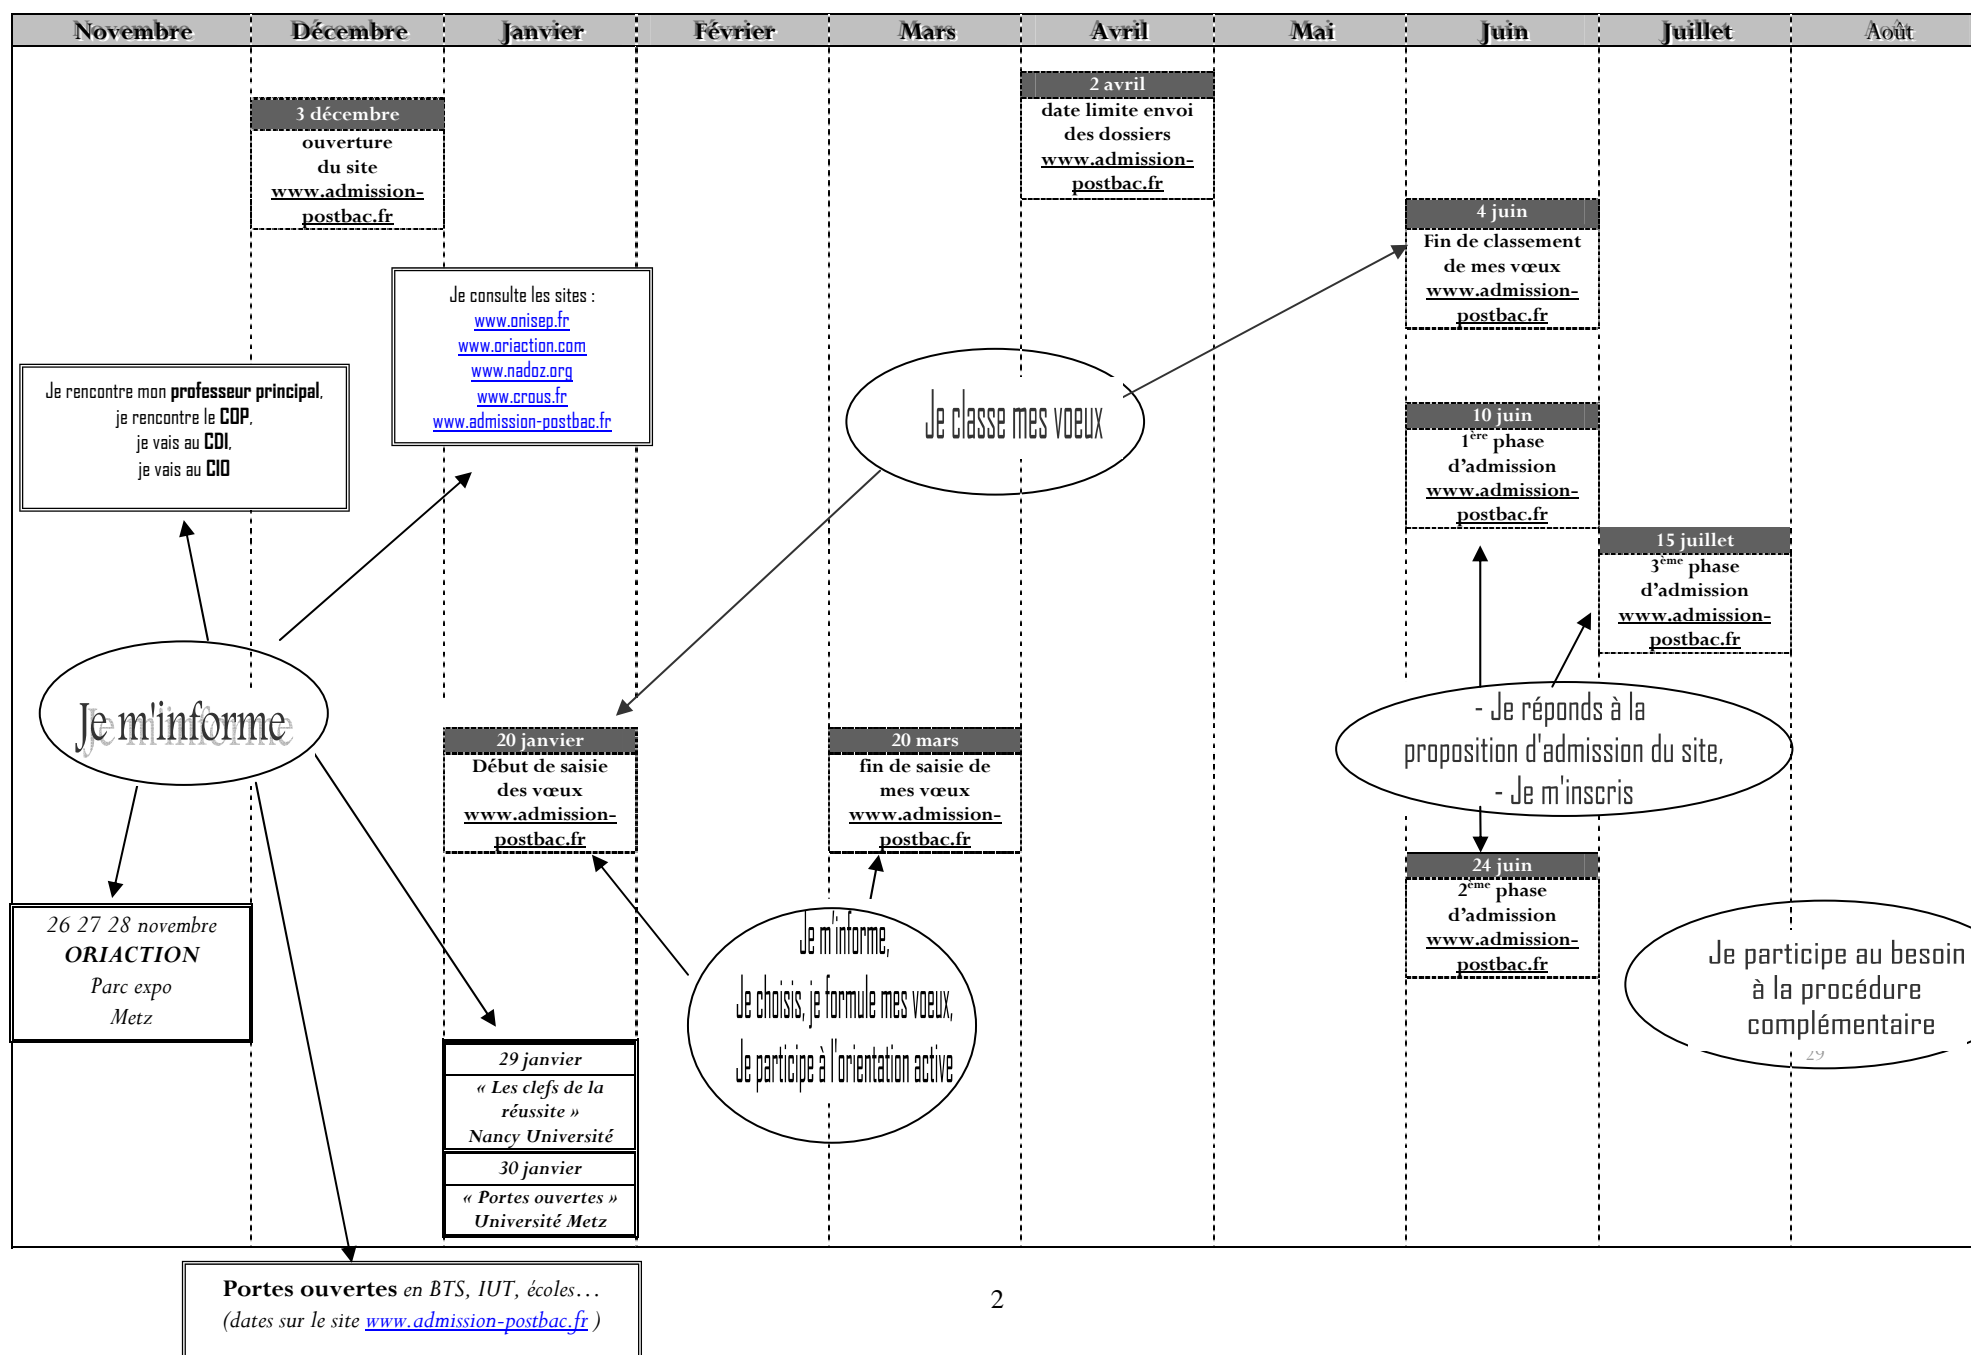 Novembre Décembre Janvier Février Mars Avril Mai Juin Juillet Août
3 décembre
ouverture
du site
www.admission-
postbac.fr
2 avril
date limite envoi
des dossiers
www.admission-
postbac.fr
4 juin
Fin de classement
de mes vœux
www.admission-
postbac.fr
Je consulte les sites :
www.onisep.fr
www.oriaction.com
www.nadoz.org
www.crous.fr
www.admission-postbac.fr
Je rencontre mon professeur principal,
je rencontre le COP,
je vais au CDI,
je vais au CIO
Je classe mes voeux
10 juin
1ère phase
d'admission
www.admission-
postbac.fr
15 juillet
3ème phase
d'admission
www.admission-
postbac.fr
Je m'informe
20 janvier
Début de saisie
des vœux
www.admission-
postbac.fr
20 mars
fin de saisie de
mes vœux
www.admission-
postbac.fr
- Je réponds à la
proposition d'admission du site,
- Je m'inscris
24 juin
2ème phase
d'admission
www.admission-
postbac.fr
26 27 28 novembre
ORIACTION
Parc expo
Metz
Je m'informe,
Je choisis, je formule mes voeux,
Je participe à l'orientation active
Je participe au besoin
à la procédure
complémentaire
29
29 janvier
« Les clefs de la
réussite »
Nancy Université
30 janvier
« Portes ouvertes »
Université Metz
Portes ouvertes en BTS, IUT, écoles…
(dates sur le site www.admission-postbac.fr )
2